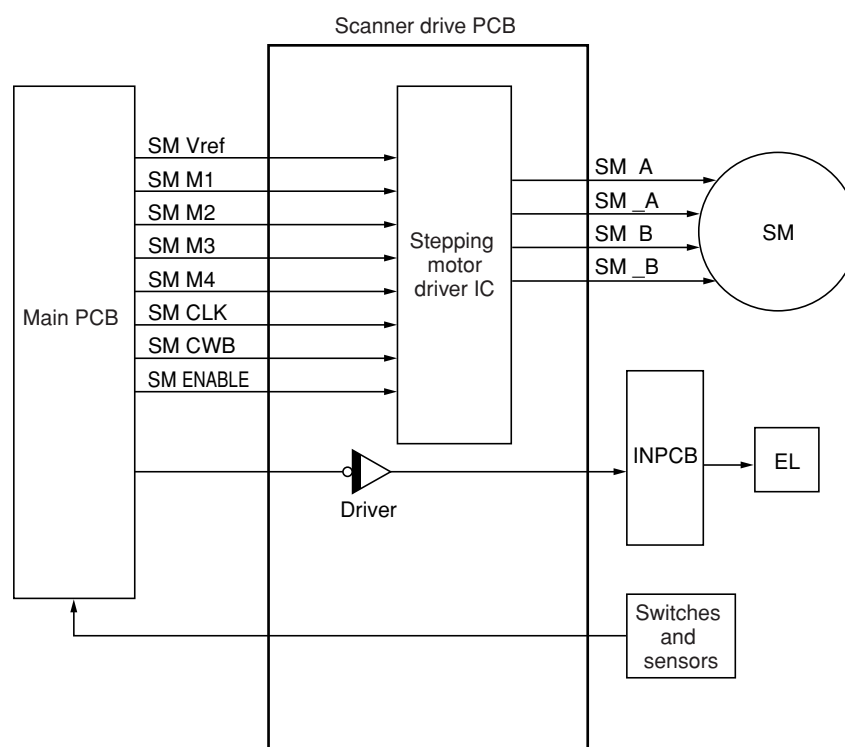 Scanner drive PCB
Main PCB
SM Vref
SM M1
SM M2
SM M3
SM M4
SM CLK
SM CWB
SM ENABLE
Stepping
motor
driver IC
SM A
SM _A
SM B
SM _B
SM
Driver
INPCB
EL
Switches
and
sensors